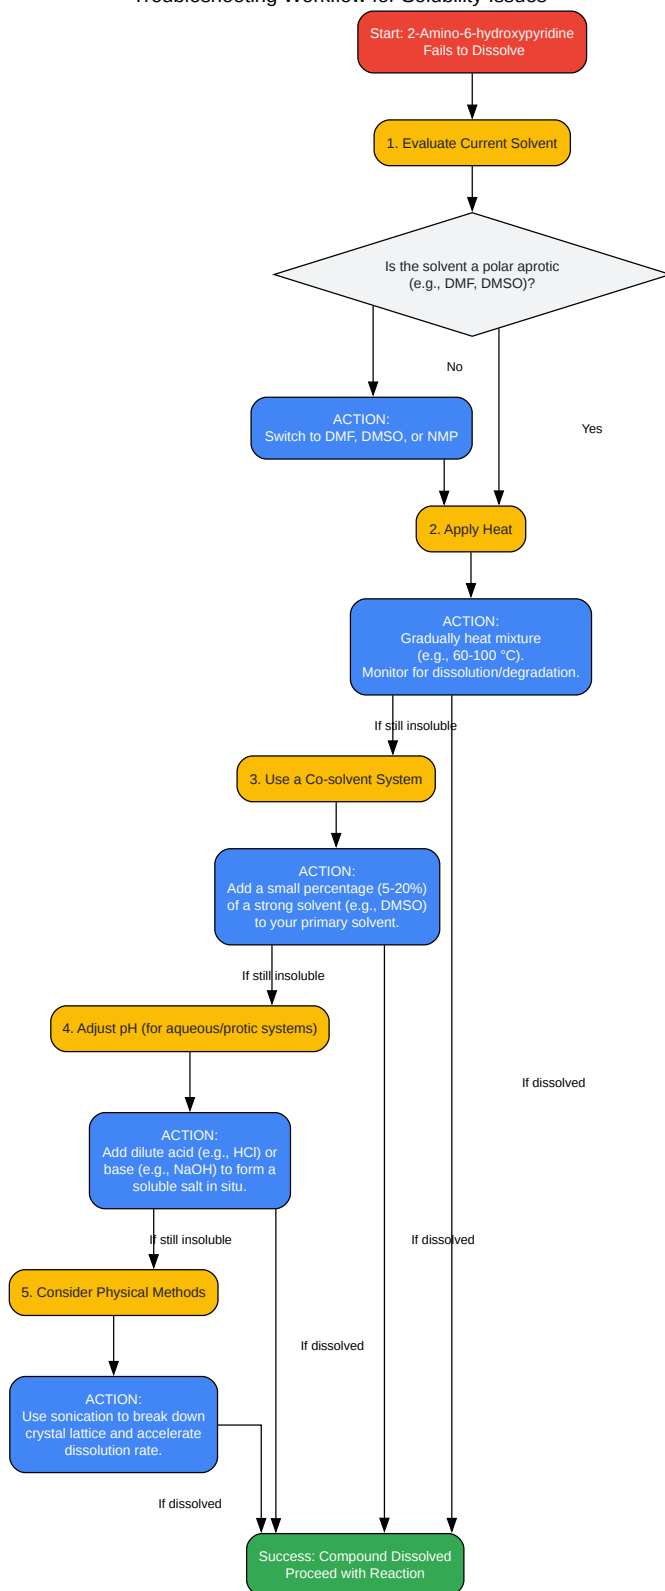 Troubleshooting Workflow for Solubility Issues
Start: 2-Amino-6-hydroxypyridine
Fails to Dissolve
1. Evaluate Current Solvent
Is the solvent a polar aprotic
(e.g., DMF, DMSO)?
No
ACTION:
Switch to DMF, DMSO, or NMP
Yes
2. Apply Heat
ACTION:
Gradually heat mixture
(e.g., 60-100 °C).
Monitor for dissolution/degradation.
If still insoluble
3. Use a Co-solvent System
ACTION:
Add a small percentage (5-20%)
of a strong solvent (e.g., DMSO)
to your primary solvent.
If still insoluble
4. Adjust pH (for aqueous/protic systems)
If dissolved
ACTION:
Add dilute acid (e.g., HCl) or
base (e.g., NaOH) to form a
soluble salt in situ.
If still insoluble
If dissolved
5. Consider Physical Methods
If dissolved
ACTION:
Use sonication to break down
crystal lattice and accelerate
dissolution rate.
If dissolved
Success: Compound Dissolved
Proceed with Reaction